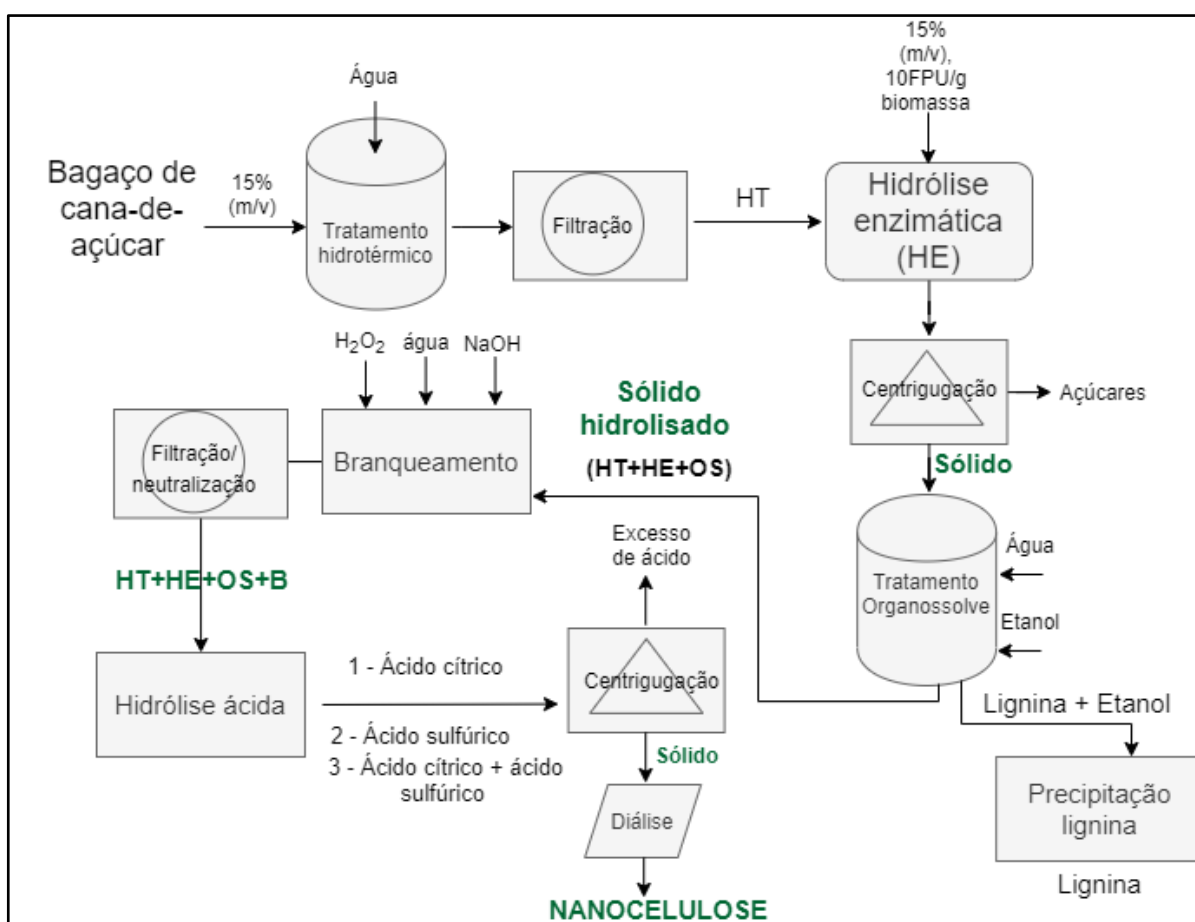 Água
Bagaço de
cana-de-
açúcar
15%
(m/v)
Tratamento
hidrotérmico
Filtração
HT
15%
(m/v),
10FPU/g
biomassa
Hidrólise
enzimática
(HE)
Centrigugação
Açúcares
Sólido
Tratamento
Organossolve
Água
Etanol
Lignina + Etanol
Precipitação
lignina
Lignina
Sólido
hidrolisado
(HT+HE+OS)
H₂O₂
água
NaOH
Branqueamento
Filtração/
neutralização
HT+HE+OS+B
Hidrólise ácida
1 - Ácido cítrico
2 - Ácido sulfúrico
3 - Ácido cítrico + ácido
sulfúrico
Excesso
de ácido
Centrigugação
Sólido
Diálise
NANOCELULOSE